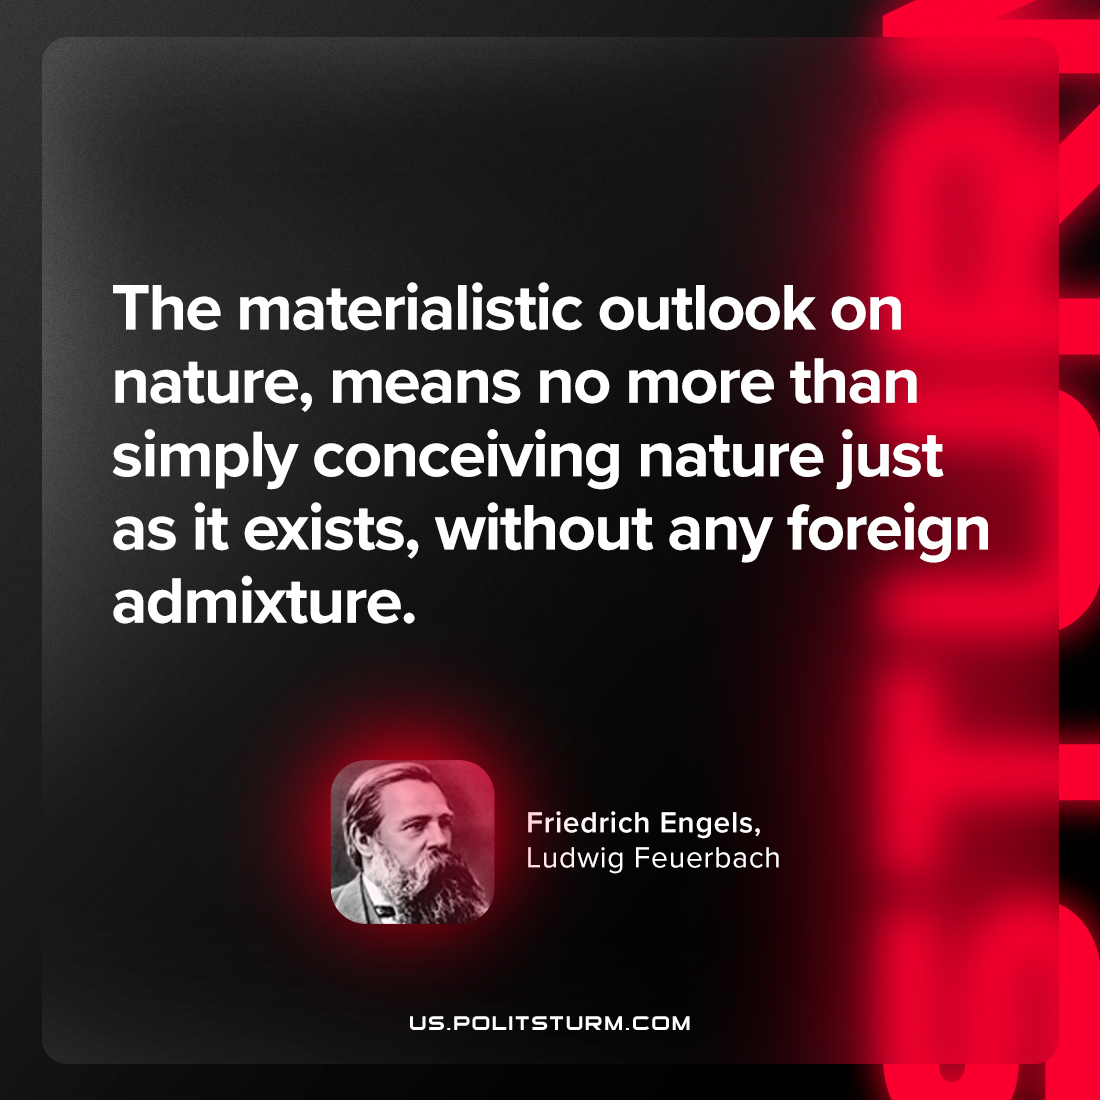 The materialistic outlook on
nature, means no more than
simply conceiving nature just
as it exists, without any foreign
admixture.
Friedrich Engels,
Ludwig Feuerbach
US.POLITSTURM.COM